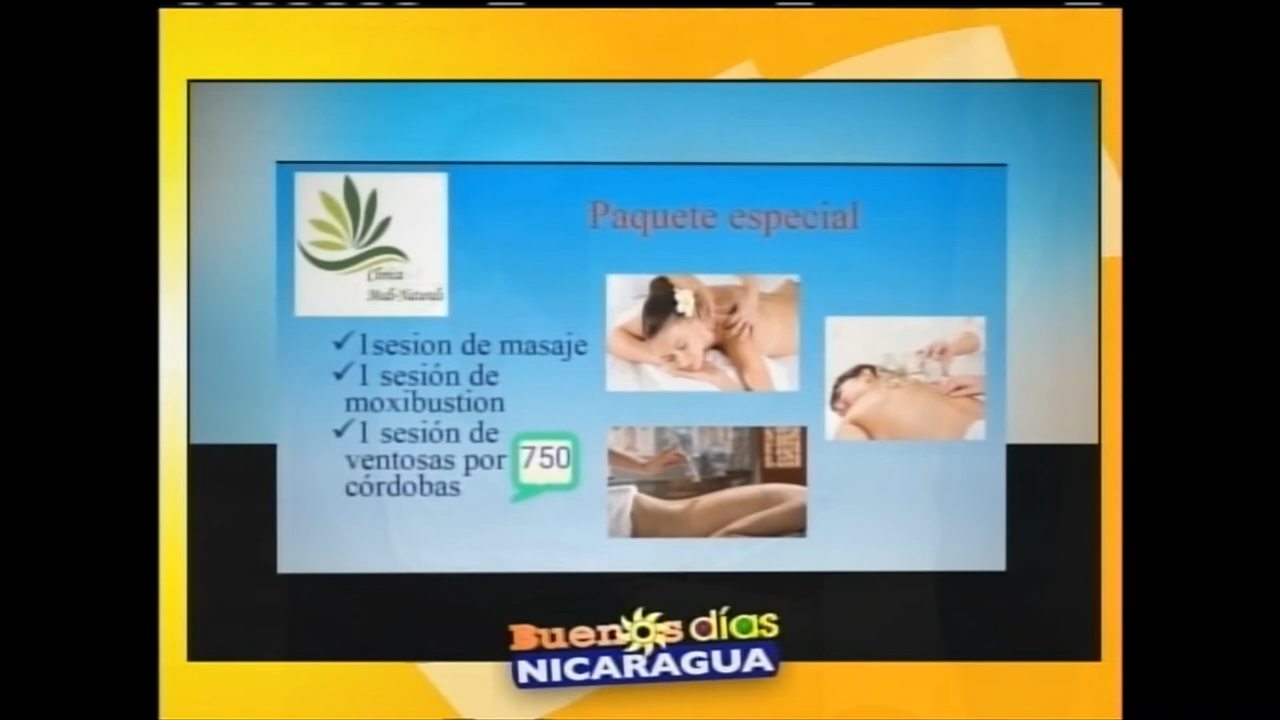 Paquete especial
Clinica
Medi-Naturals
✓1sesion de masaje
✓1 sesión de
moxibustion
✓1 sesión de
ventosas por 750
córdobas
Buenos días
NICARAGUA